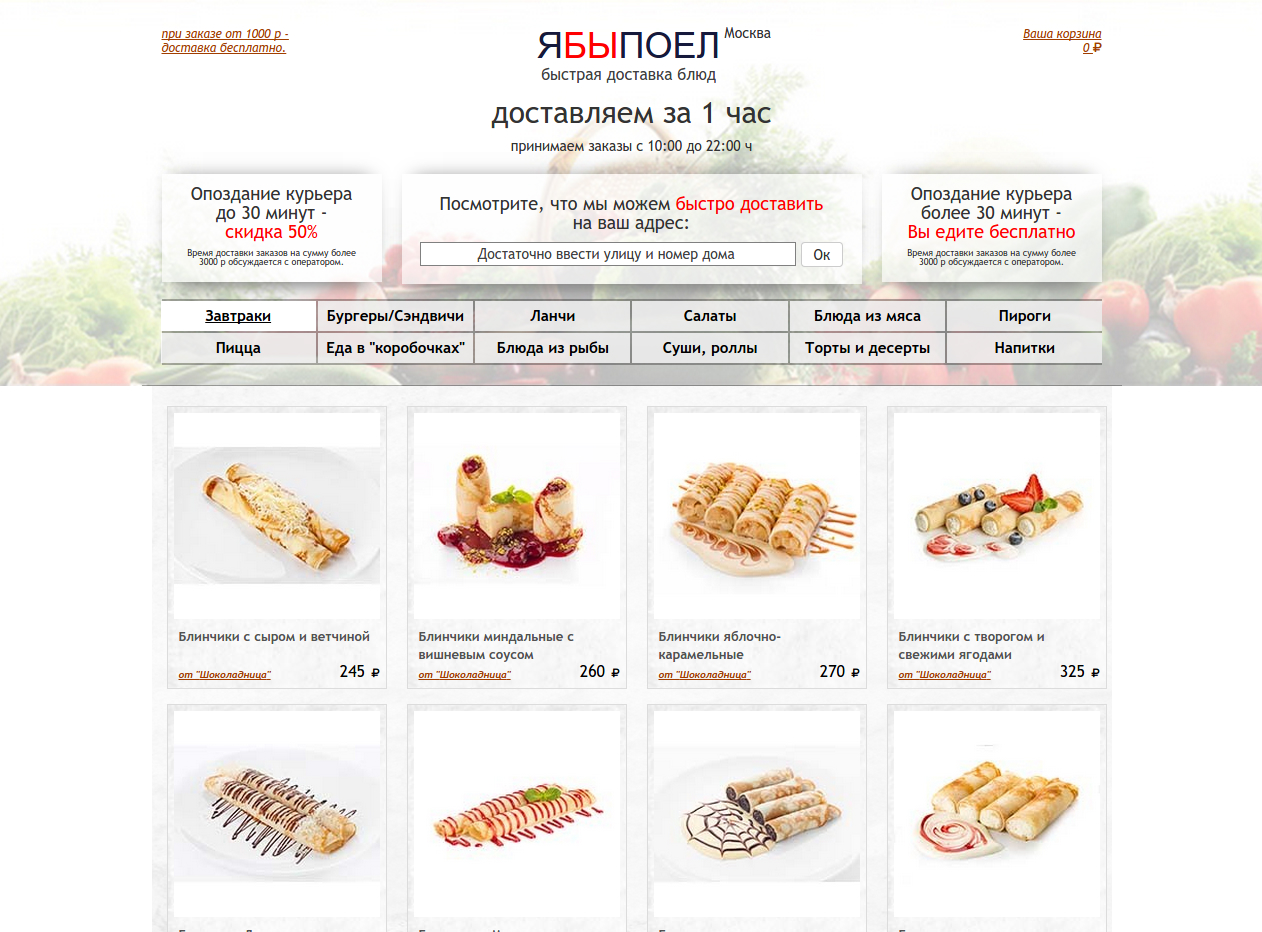 при заказе от 1000 р -
доставка бесплатно.
ЯБЫПОЕЛ Москва
быстрая доставка блюд
Ваша корзина
0 ₽
доставляем за 1 час
принимаем заказы с 10:00 до 22:00 ч
Опоздание курьера
до 30 минут -
скидка 50%
Время доставки заказов на сумму более
3000 р обсуждается с оператором.
Посмотрите, что мы можем быстро доставить
на ваш адрес:
Достаточно ввести улицу и номер дома Ок
Опоздание курьера
более 30 минут -
Вы едите бесплатно
Время доставки заказов на сумму более
3000 р обсуждается с оператором.
Завтраки Бургеры/Сэндвичи Ланчи Салаты Блюда из мяса Пироги
Пицца Еда в "коробочках" Блюда из рыбы Суши, роллы Торты и десерты Напитки
Блинчики с сыром и ветчиной
от "Шоколадница" 245 ₽
Блинчики миндальные с
вишневым соусом
от "Шоколадница" 260 ₽
Блинчики яблочно-
карамельные
от "Шоколадница" 270 ₽
Блинчики с творогом и
свежими ягодами
от "Шоколадница" 325 ₽